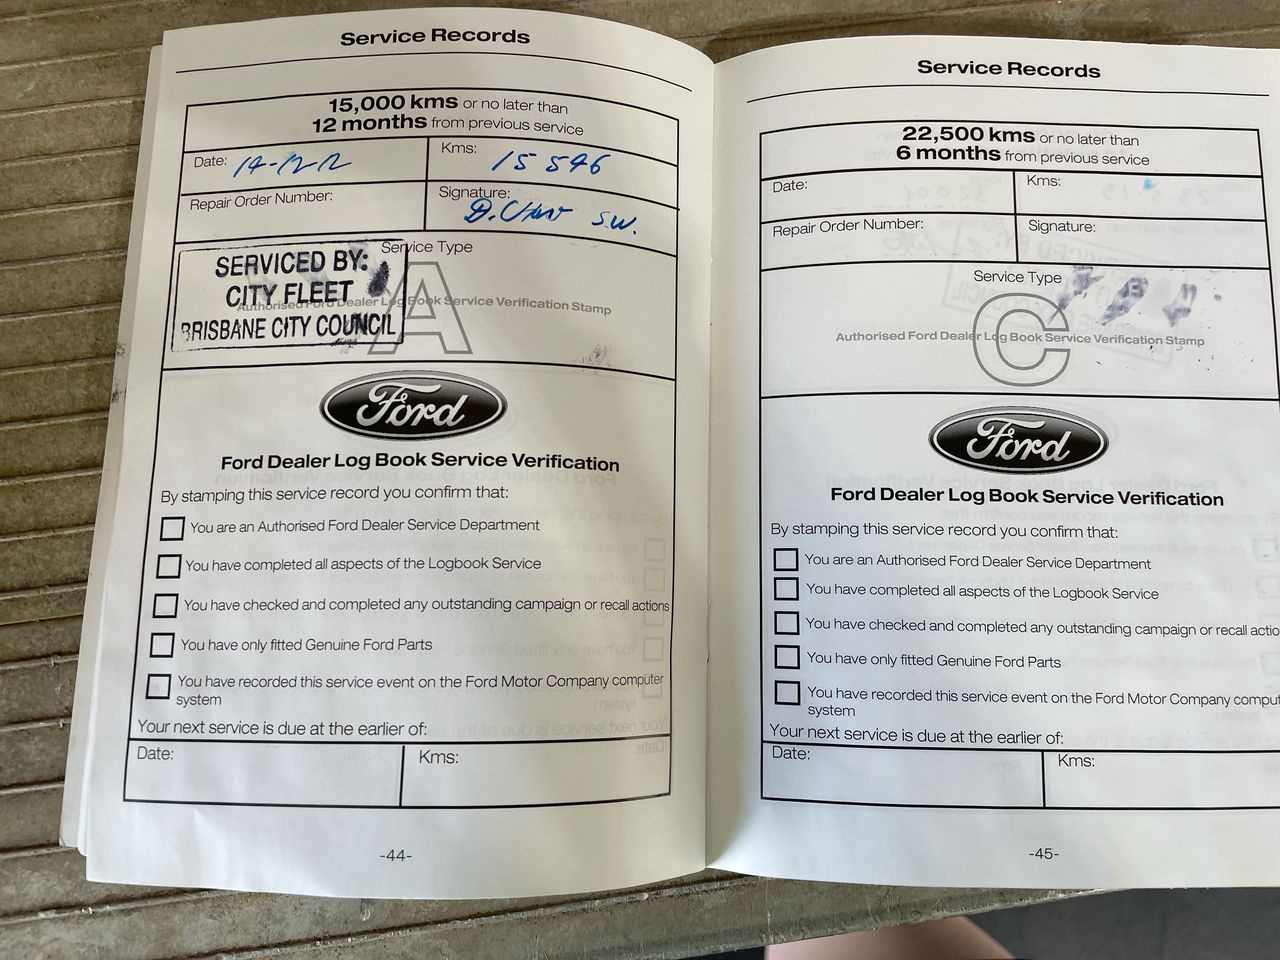 Service Records
15,000 kms or no later than
12 months from previous service
Date: 14-12-12
Kms: 15 596
Repair Order Number:
Signature:
S.W.
Service Type
SERVICED BY:
CITY FLEET
BRISBANE CITY COUNCIL
A
Authorised Ford Dealer Log Book Service Verification Stamp
Ford
Ford Dealer Log Book Service Verification
By stamping this service record you confirm that:
You are an Authorised Ford Dealer Service Department
You have completed all aspects of the Logbook Service
You have checked and completed any outstanding campaign or recall actions
You have only fitted Genuine Ford Parts
You have recorded this service event on the Ford Motor Company computer
system
Your next service is due at the earlier of:
Date:
Kms:
-44-
Service Records
22,500 kms or no later than
6 months from previous service
Date:
Kms:
Repair Order Number:
Signature:
Service Type
C
Authorised Ford Dealer Log Book Service Verification Stamp
Ford
Ford Dealer Log Book Service Verification
By stamping this service record you confirm that:
You are an Authorised Ford Dealer Service Department
You have completed all aspects of the Logbook Service
You have checked and completed any outstanding campaign or recall actio
You have only fitted Genuine Ford Parts
You have recorded this service event on the Ford Motor Company comput
system
Your next service is due at the earlier of:
Date:
Kms:
-45-